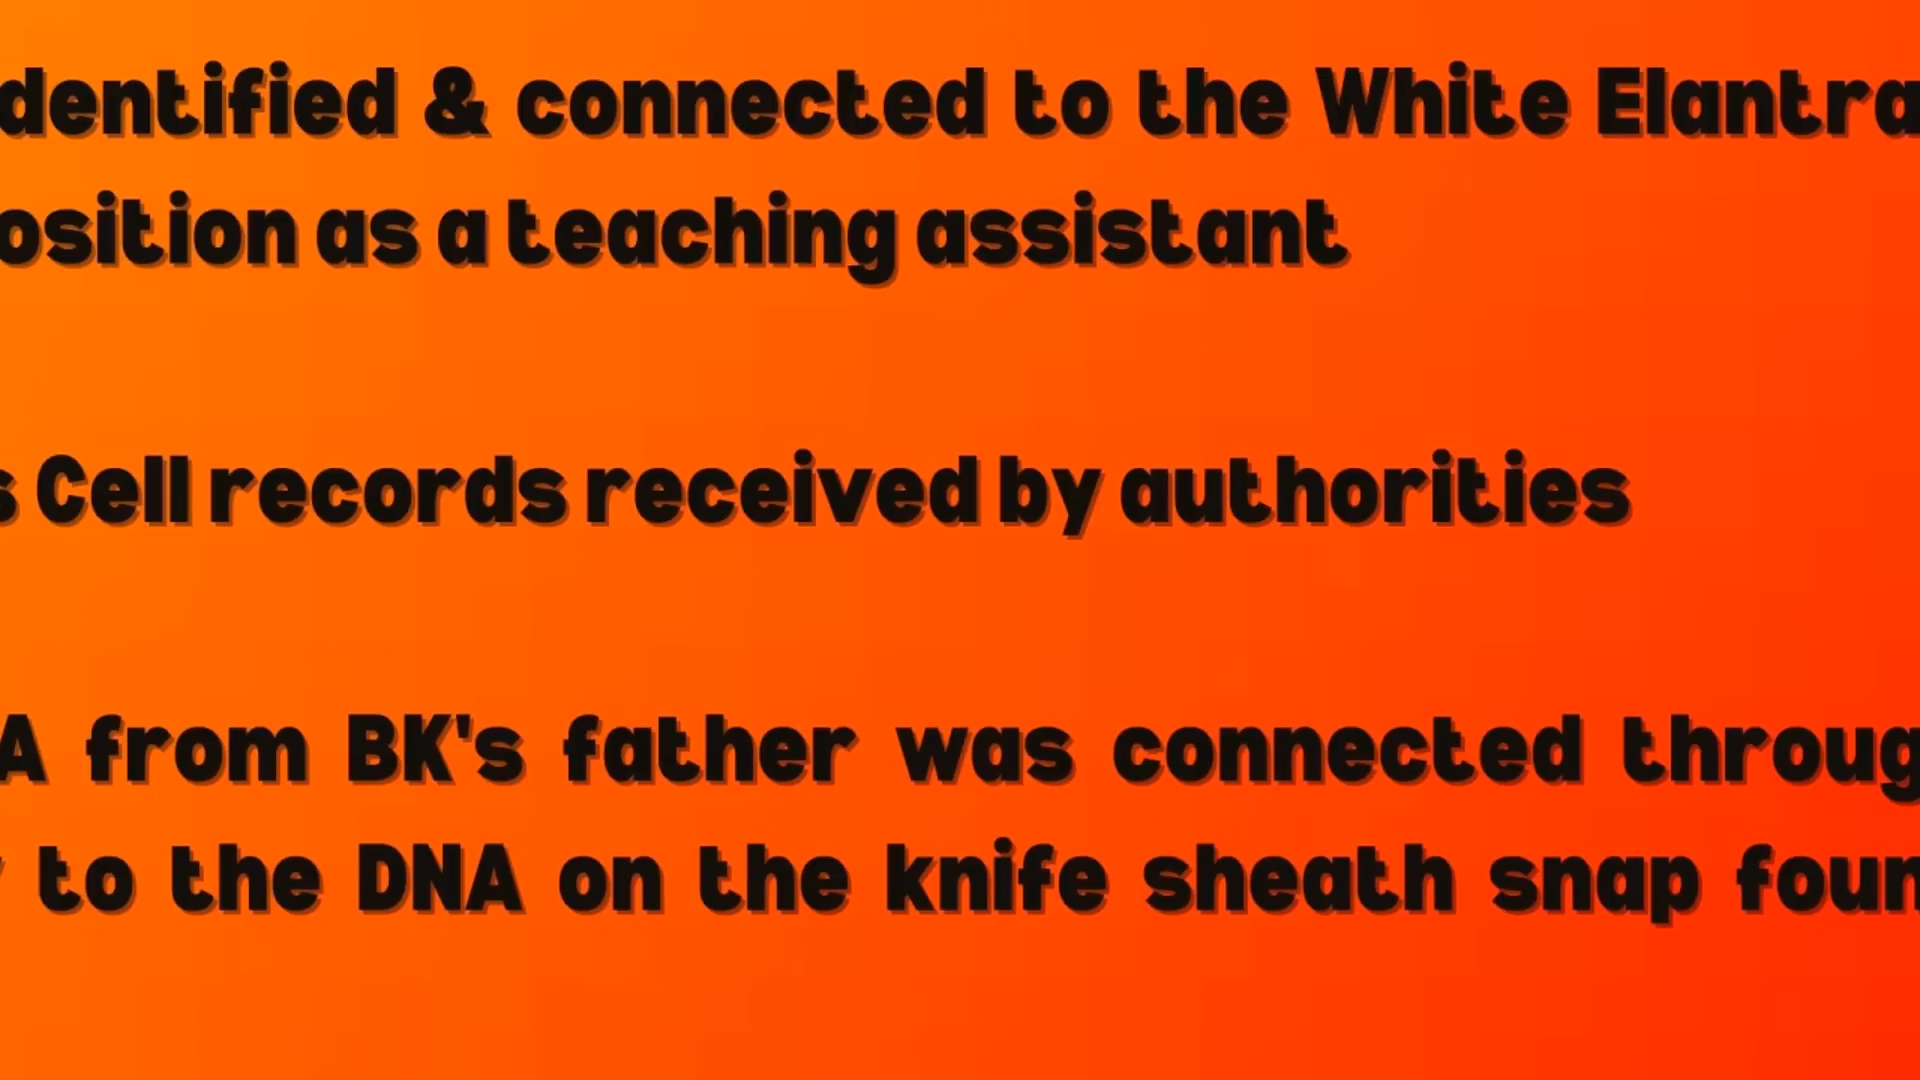 dentified & connected to the White Elantra
osition as a teaching assistant
s Cell records received by authorities
A from BK's father was connected throug
to the DNA on the knife sheath snap foun